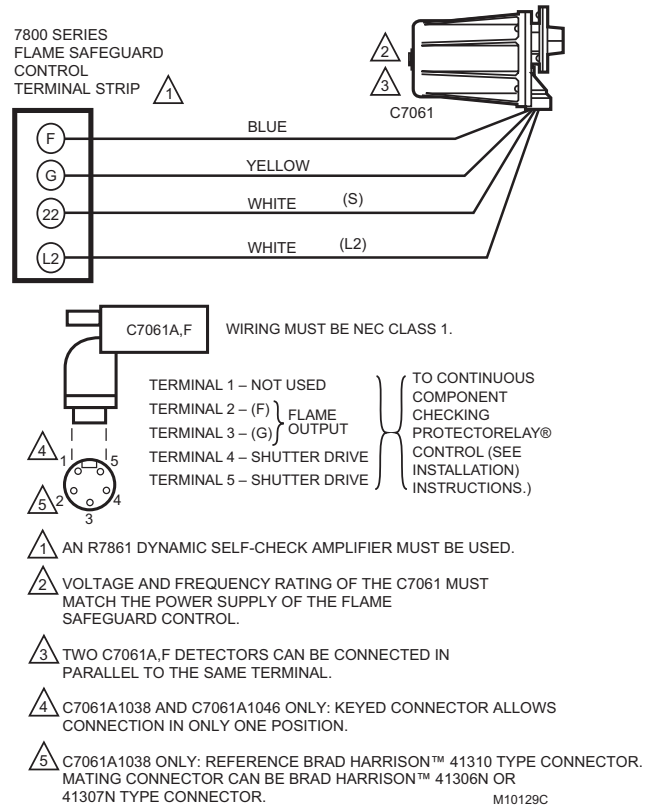 7800 SERIES
FLAME SAFEGUARD
CONTROL
TERMINAL STRIP
1
2
3
C7061
F
BLUE
G
YELLOW
22
WHITE (S)
L2
WHITE (L2)
C7061A,F
WIRING MUST BE NEC CLASS 1.
TERMINAL 1 – NOT USED
TERMINAL 2 – (F)
TERMINAL 3 – (G)
FLAME
OUTPUT
TERMINAL 4 – SHUTTER DRIVE
TERMINAL 5 – SHUTTER DRIVE
TO CONTINUOUS
COMPONENT
CHECKING
PROTECTORELAY®
CONTROL (SEE
INSTALLATION)
INSTRUCTIONS.)
4
1 5
5
2 4
3
1 AN R7861 DYNAMIC SELF-CHECK AMPLIFIER MUST BE USED.
2 VOLTAGE AND FREQUENCY RATING OF THE C7061 MUST
MATCH THE POWER SUPPLY OF THE FLAME
SAFEGUARD CONTROL.
3 TWO C7061A,F DETECTORS CAN BE CONNECTED IN
PARALLEL TO THE SAME TERMINAL.
4 C7061A1038 AND C7061A1046 ONLY: KEYED CONNECTOR ALLOWS
CONNECTION IN ONLY ONE POSITION.
5 C7061A1038 ONLY: REFERENCE BRAD HARRISON™ 41310 TYPE CONNECTOR.
MATING CONNECTOR CAN BE BRAD HARRISON™ 41306N OR
41307N TYPE CONNECTOR.
M10129C